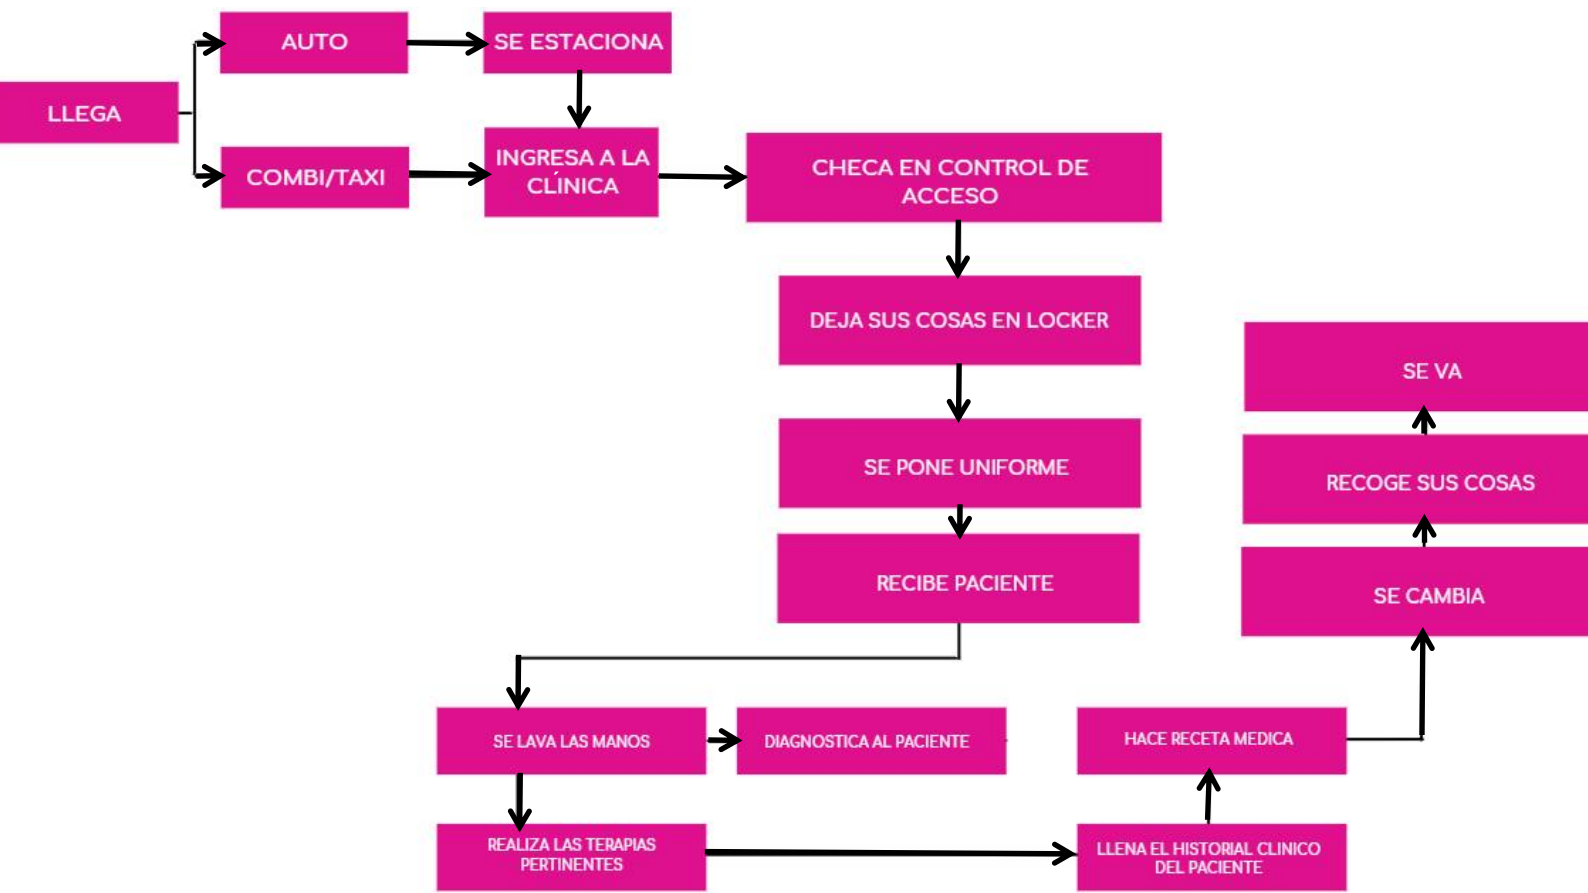 LLEGA
AUTO
SE ESTACIONA
COMBI/TAXI
INGRESA A LA
CLÍNICA
CHECA EN CONTROL DE
ACCESO
DEJA SUS COSAS EN LOCKER
SE PONE UNIFORME
RECIBE PACIENTE
SE LAVA LAS MANOS
DIAGNOSTICA AL PACIENTE
REALIZA LAS TERAPIAS
PERTINENTES
LLENA EL HISTORIAL CLINICO
DEL PACIENTE
HACE RECETA MEDICA
SE CAMBIA
RECOGE SUS COSAS
SE VA